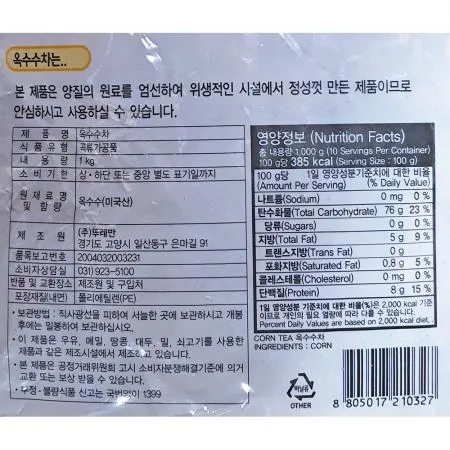 옥수수차는..
본 제품은 양질의 원료를 엄선하여 위생적인 시설에서 정성껏 만든 제품이므로
안심하시고 사용하실 수 있습니다.
제 품 명 옥수수차
식 품 유 형 곡류가공품
내 용 량 1 kg
소 비 기 한 상·하단 또는 중앙 별도 표기일까지
원 재 료 명 및 함 량 옥수수(미국산)
제 조 원 (주)뚜레반
경기도 고양시 일산동구 은마길 91
품목보고번호 2004032003231
소비자상담실 031) 923-5100
반품 및 교환장소 제조원 및 구입처
포장재질(내면) 폴리에틸렌(PE)
• 보관방법 : 직사광선을 피하여 서늘한 곳에 보관하시고 개봉
후에는 밀봉하여 보관하십시오.
• 이 제품은 우유, 메밀, 땅콩, 대두, 밀, 쇠고기를 사용한
제품과 같은 제조시설에서 제조하고 있습니다.
• 본 제품은 공정거래위원회 고시 소비자분쟁해결기준에 의거
교환 또는 보상 받을 수 있습니다.
• 부정·불량식품 신고는 국번없이 1399
영양정보 (Nutrition Facts)
총 내용량 1,000 g (10 Servings Per Container)
100 g당 385 kcal (Serving Size : 100 g)
100 g당 1일 영양성분기준치에 대한 비율
(Amount Per Serving) (% Daily Value)
나트륨(Sodium) 0 mg 0 %
탄수화물(Total Carbohydrate) 76 g 23 %
당류(Sugars) 0 g 0 %
지방(Total Fat) 5 g 9 %
트랜스지방(Trans Fat) 0 g
포화지방(Saturated Fat) 0.8 g 5 %
콜레스테롤(Cholesterol) 0 mg 0 %
단백질(Protein) 8 g 15 %
1일 영양성분 기준치에 대한 비율(%)은 2,000 kcal 기준
이므로 개인의 필요 열량에 따라 다를 수 있습니다.
Percent Daily Values are based on 2,000 kcal diet.
CORN TEA 옥수수차
INGREDIENTS : CORN
비닐류
OTHER
8 805017 210327